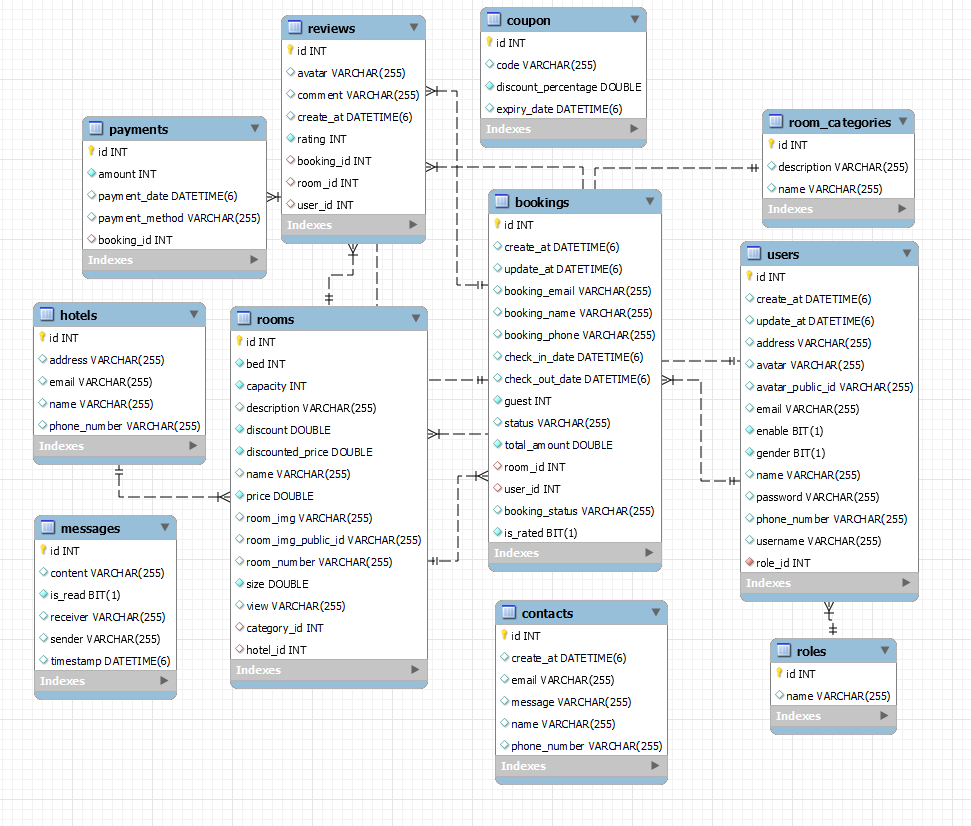 reviews
id INT
avatar VARCHAR(255)
comment VARCHAR(255)
create_at DATETIME(6)
rating INT
booking_id INT
room_id INT
user_id INT
Indexes
coupon
id INT
code VARCHAR(255)
discount_percentage DOUBLE
expiry_date DATETIME(6)
Indexes
payments
id INT
amount INT
payment_date DATETIME(6)
payment_method VARCHAR(255)
booking_id INT
Indexes
room_categories
id INT
description VARCHAR(255)
name VARCHAR(255)
Indexes
bookings
id INT
create_at DATETIME(6)
update_at DATETIME(6)
booking_email VARCHAR(255)
booking_name VARCHAR(255)
booking_phone VARCHAR(255)
check_in_date DATETIME(6)
check_out_date DATETIME(6)
guest INT
status VARCHAR(255)
total_amount DOUBLE
room_id INT
user_id INT
booking_status VARCHAR(255)
is_rated BIT(1)
Indexes
users
id INT
create_at DATETIME(6)
update_at DATETIME(6)
address VARCHAR(255)
avatar VARCHAR(255)
avatar_public_id VARCHAR(255)
email VARCHAR(255)
enable BIT(1)
gender BIT(1)
name VARCHAR(255)
password VARCHAR(255)
phone_number VARCHAR(255)
username VARCHAR(255)
role_id INT
Indexes
hotels
id INT
address VARCHAR(255)
email VARCHAR(255)
name VARCHAR(255)
phone_number VARCHAR(255)
Indexes
rooms
id INT
bed INT
capacity INT
description VARCHAR(255)
discount DOUBLE
discounted_price DOUBLE
name VARCHAR(255)
price DOUBLE
room_img VARCHAR(255)
room_img_public_id VARCHAR(255)
room_number VARCHAR(255)
size DOUBLE
view VARCHAR(255)
category_id INT
hotel_id INT
Indexes
messages
id INT
content VARCHAR(255)
is_read BIT(1)
receiver VARCHAR(255)
sender VARCHAR(255)
timestamp DATETIME(6)
Indexes
contacts
id INT
create_at DATETIME(6)
email VARCHAR(255)
message VARCHAR(255)
name VARCHAR(255)
phone_number VARCHAR(255)
Indexes
roles
id INT
name VARCHAR(255)
Indexes